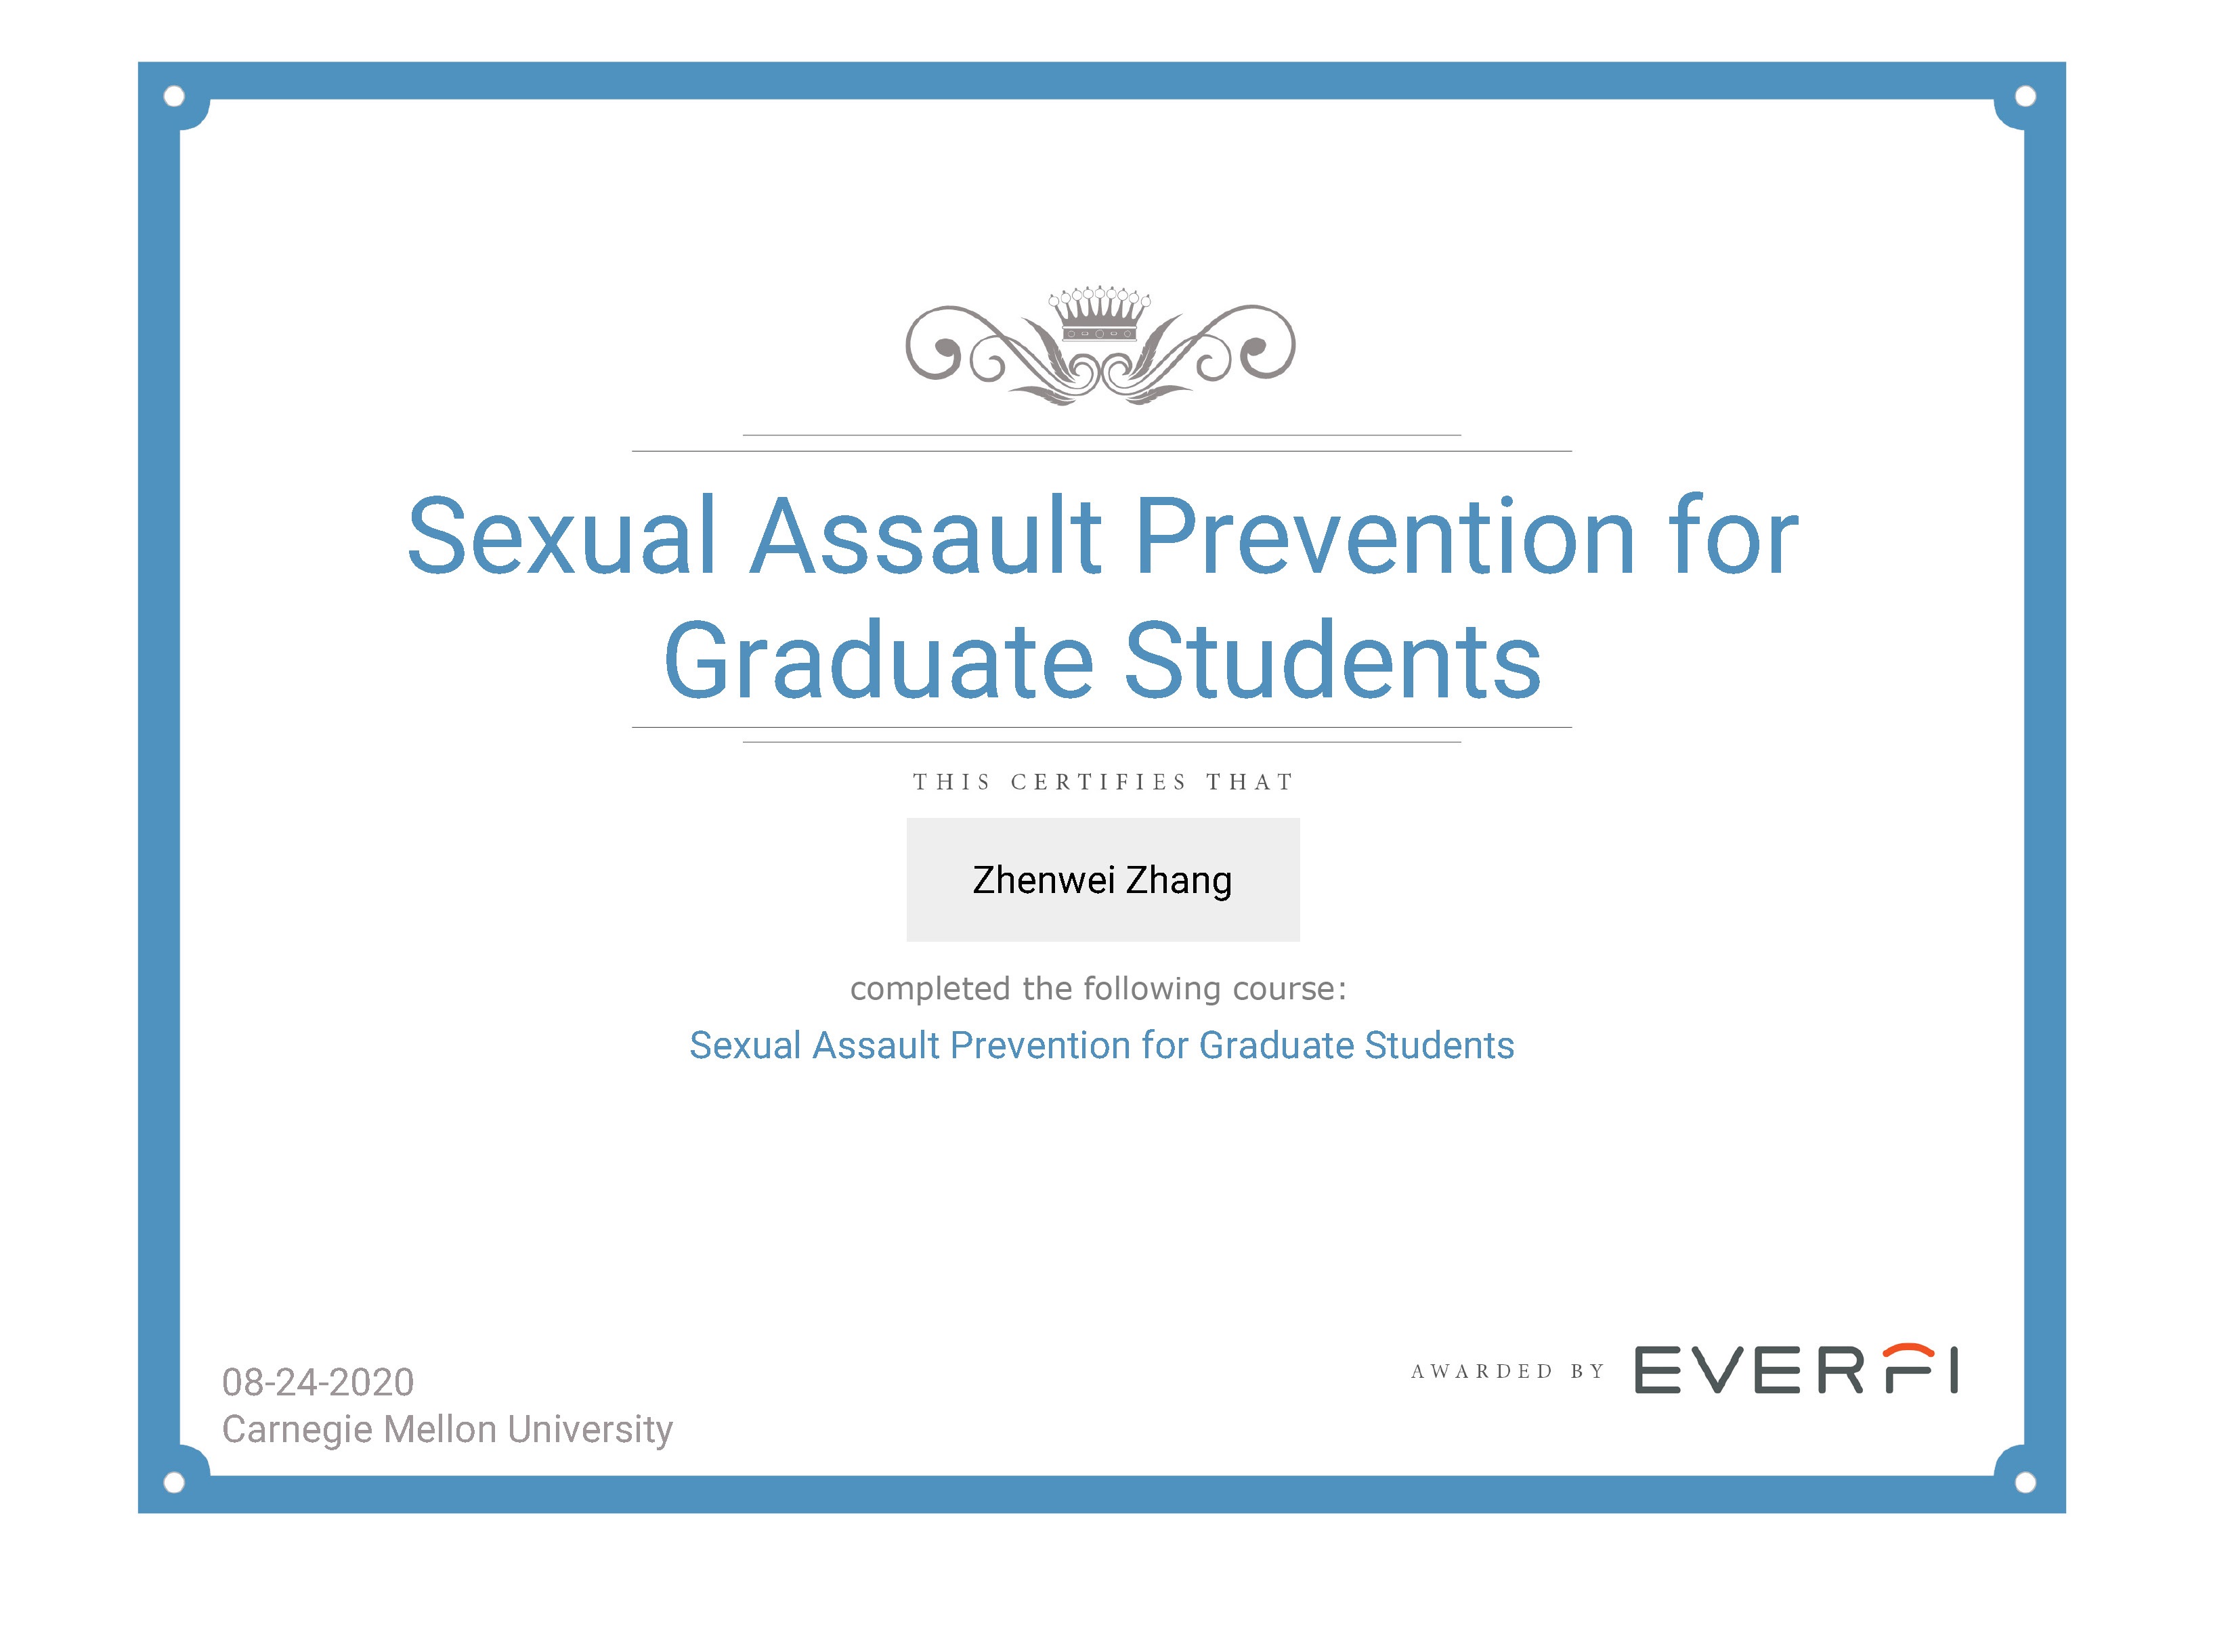 Sexual Assault Prevention for
Graduate Students
THIS CERTIFIES THAT
Zhenwei Zhang
completed the following course:
Sexual Assault Prevention for Graduate Students
08-24-2020
Carnegie Mellon University
AWARDED BY EVERFI